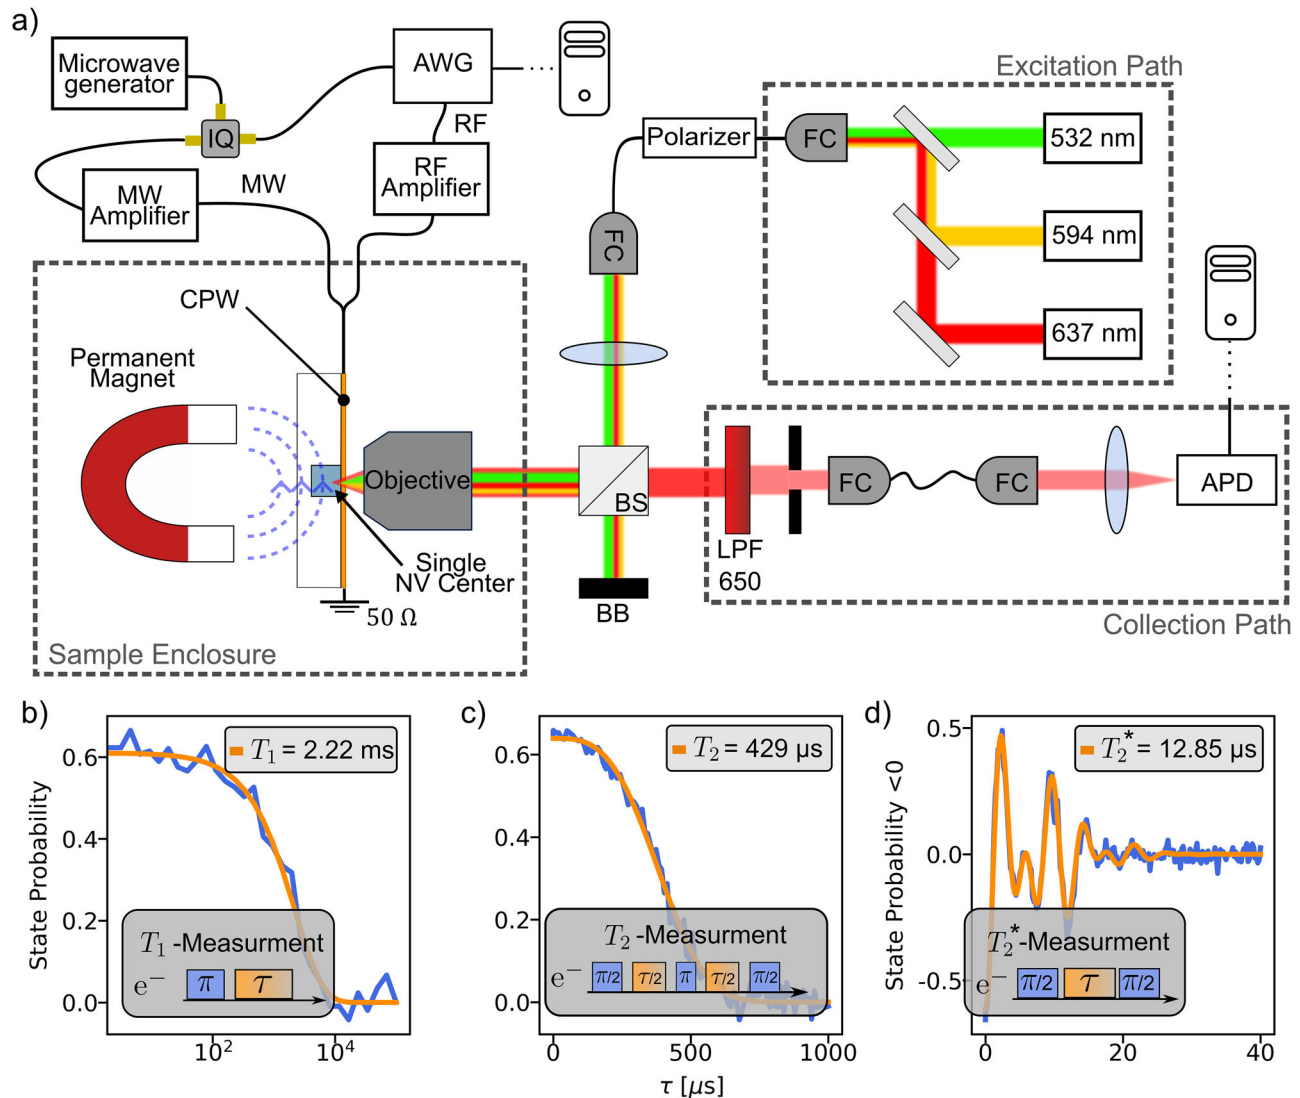 a)
Microwave
generator
AWG
IQ
RF
MW
MW
Amplifier
RF
Amplifier
Polarizer
Excitation Path
FC
532 nm
594 nm
637 nm
FC
CPW
Permanent
Magnet
Objective
BS
Single
NV Center
50 Ω
BB
Sample Enclosure
LPF
650
FC
FC
APD
Collection Path
b)
T₁ = 2.22 ms
State Probability
0.6
0.4
0.2
0.0
T₁ -Measurment
e⁻
π
τ
10²
10⁴
c)
T₂ = 429 µs
0.6
0.4
0.2
0.0
T₂ -Measurment
e⁻
π/2
τ/2
π
τ/2
π/2
0
500
1000
τ [µs]
d)
T₂* = 12.85 µs
State Probability <0
0.5
0.0
-0.5
T₂*-Measurment
e⁻
π/2
τ
π/2
0
20
40